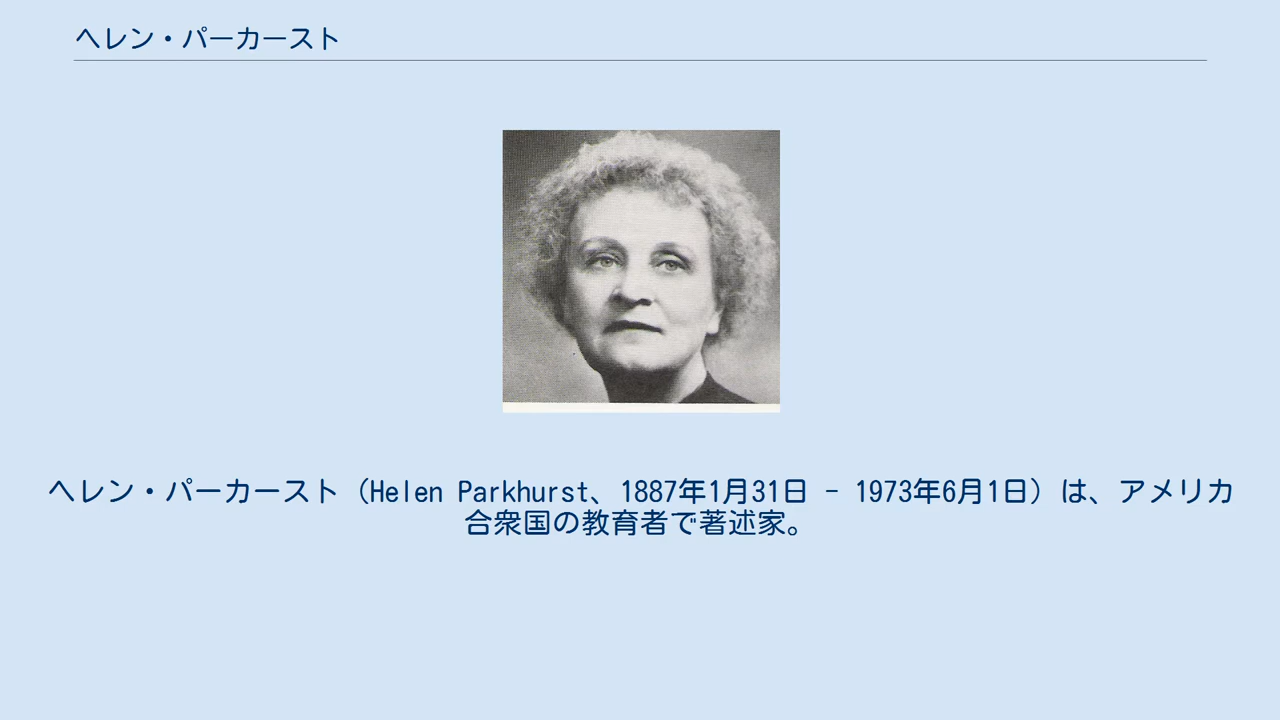 ヘレン・パーカースト
ヘレン・パーカースト（Helen Parkhurst、1887年1月31日 - 1973年6月1日）は、アメリカ
合衆国の教育者で著述家。